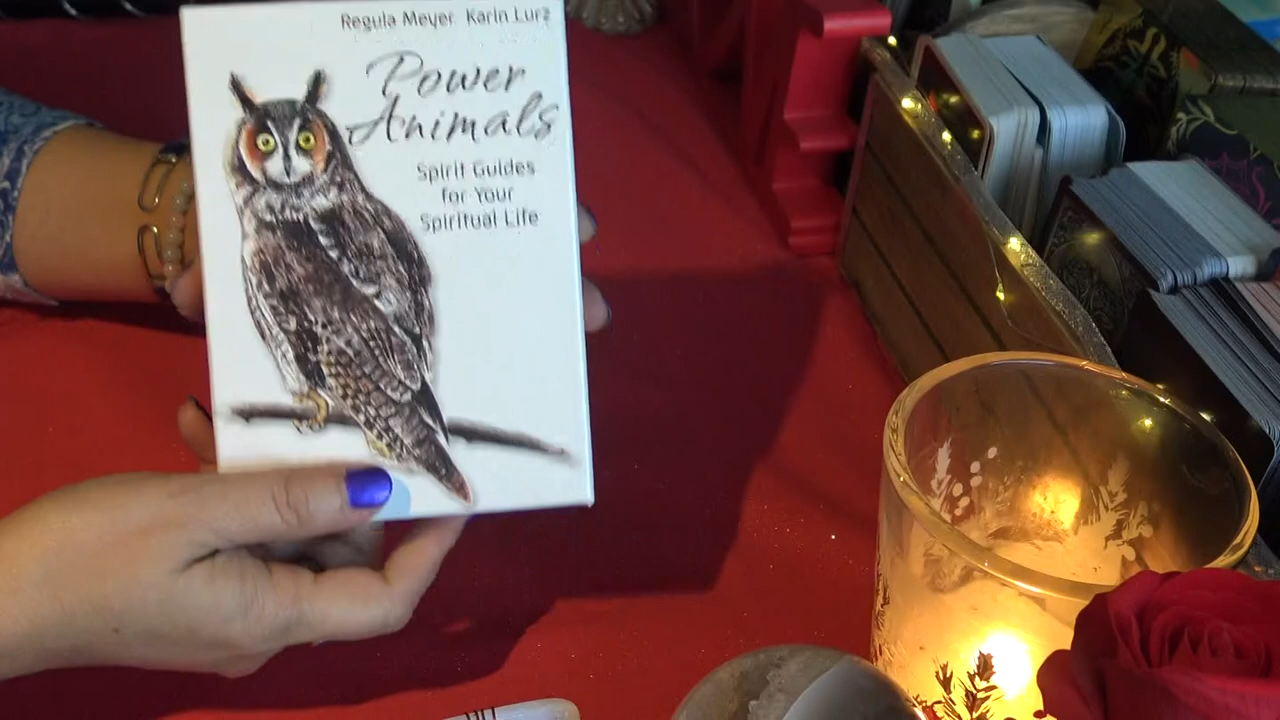 Regula Meyer Karin Lurz
Power
Animals
Spirit Guides
for Your
Spiritual Life